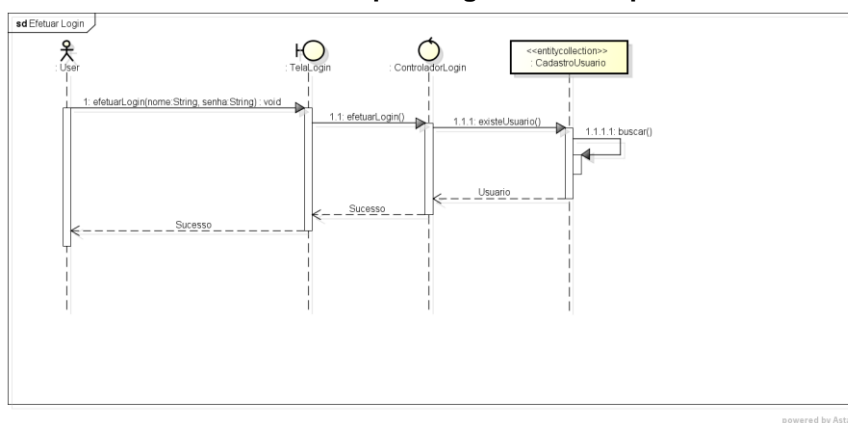 sd Efetuar Login
: User
: TelaLogin
: ControladorLogin
<<entitycollection>>
: CadastroUsuario
1: efetuarLogin(nome:String, senha:String) : void
1.1: efetuarLogin()
1.1.1: existeUsuario()
1.1.1.1: buscar()
Usuario
Sucesso
Sucesso
powered by Asta